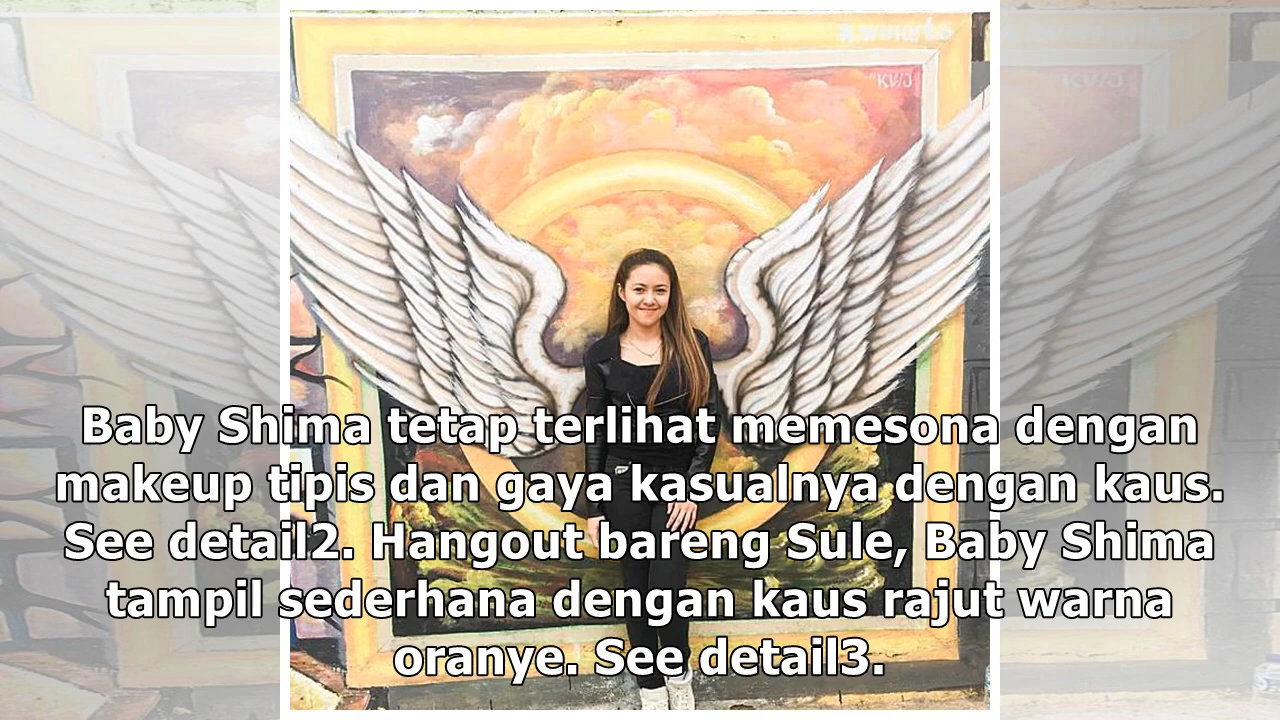 KWJ
Baby Shima tetap terlihat memesona dengan
makeup tipis dan gaya kasualnya dengan kaus.
See detail2. Hangout bareng Sule, Baby Shima
tampil sederhana dengan kaus rajut warna
oranye. See detail3.